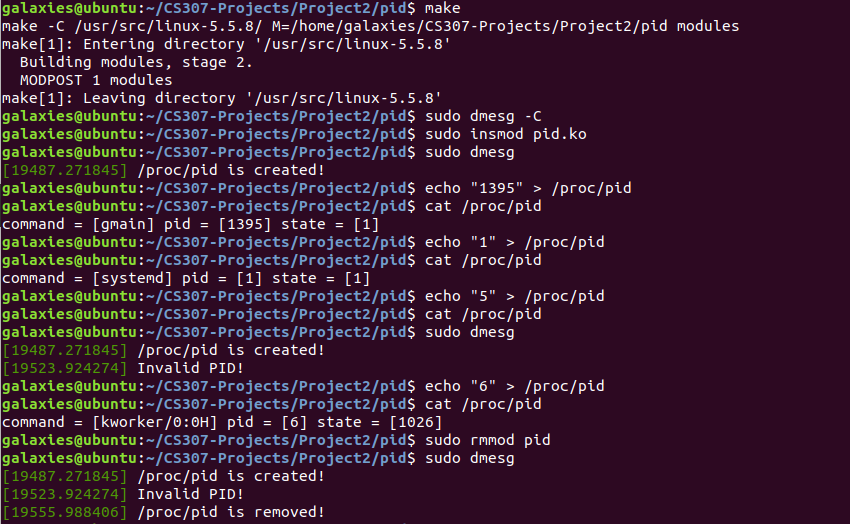 galaxies@ubuntu:~/CS307-Projects/Project2/pid$ make
make -C /usr/src/linux-5.5.8/ M=/home/galaxies/CS307-Projects/Project2/pid modules
make[1]: Entering directory '/usr/src/linux-5.5.8'
  Building modules, stage 2.
  MODPOST 1 modules
make[1]: Leaving directory '/usr/src/linux-5.5.8'
galaxies@ubuntu:~/CS307-Projects/Project2/pid$ sudo dmesg -C
galaxies@ubuntu:~/CS307-Projects/Project2/pid$ sudo insmod pid.ko
galaxies@ubuntu:~/CS307-Projects/Project2/pid$ sudo dmesg
[19487.271845] /proc/pid is created!
galaxies@ubuntu:~/CS307-Projects/Project2/pid$ echo "1395" > /proc/pid
galaxies@ubuntu:~/CS307-Projects/Project2/pid$ cat /proc/pid
command = [gmain] pid = [1395] state = [1]
galaxies@ubuntu:~/CS307-Projects/Project2/pid$ echo "1" > /proc/pid
galaxies@ubuntu:~/CS307-Projects/Project2/pid$ cat /proc/pid
command = [systemd] pid = [1] state = [1]
galaxies@ubuntu:~/CS307-Projects/Project2/pid$ echo "5" > /proc/pid
galaxies@ubuntu:~/CS307-Projects/Project2/pid$ cat /proc/pid
galaxies@ubuntu:~/CS307-Projects/Project2/pid$ sudo dmesg
[19487.271845] /proc/pid is created!
[19523.924274] Invalid PID!
galaxies@ubuntu:~/CS307-Projects/Project2/pid$ echo "6" > /proc/pid
galaxies@ubuntu:~/CS307-Projects/Project2/pid$ cat /proc/pid
command = [kworker/0:0H] pid = [6] state = [1026]
galaxies@ubuntu:~/CS307-Projects/Project2/pid$ sudo rmmod pid
galaxies@ubuntu:~/CS307-Projects/Project2/pid$ sudo dmesg
[19487.271845] /proc/pid is created!
[19523.924274] Invalid PID!
[19555.988406] /proc/pid is removed!